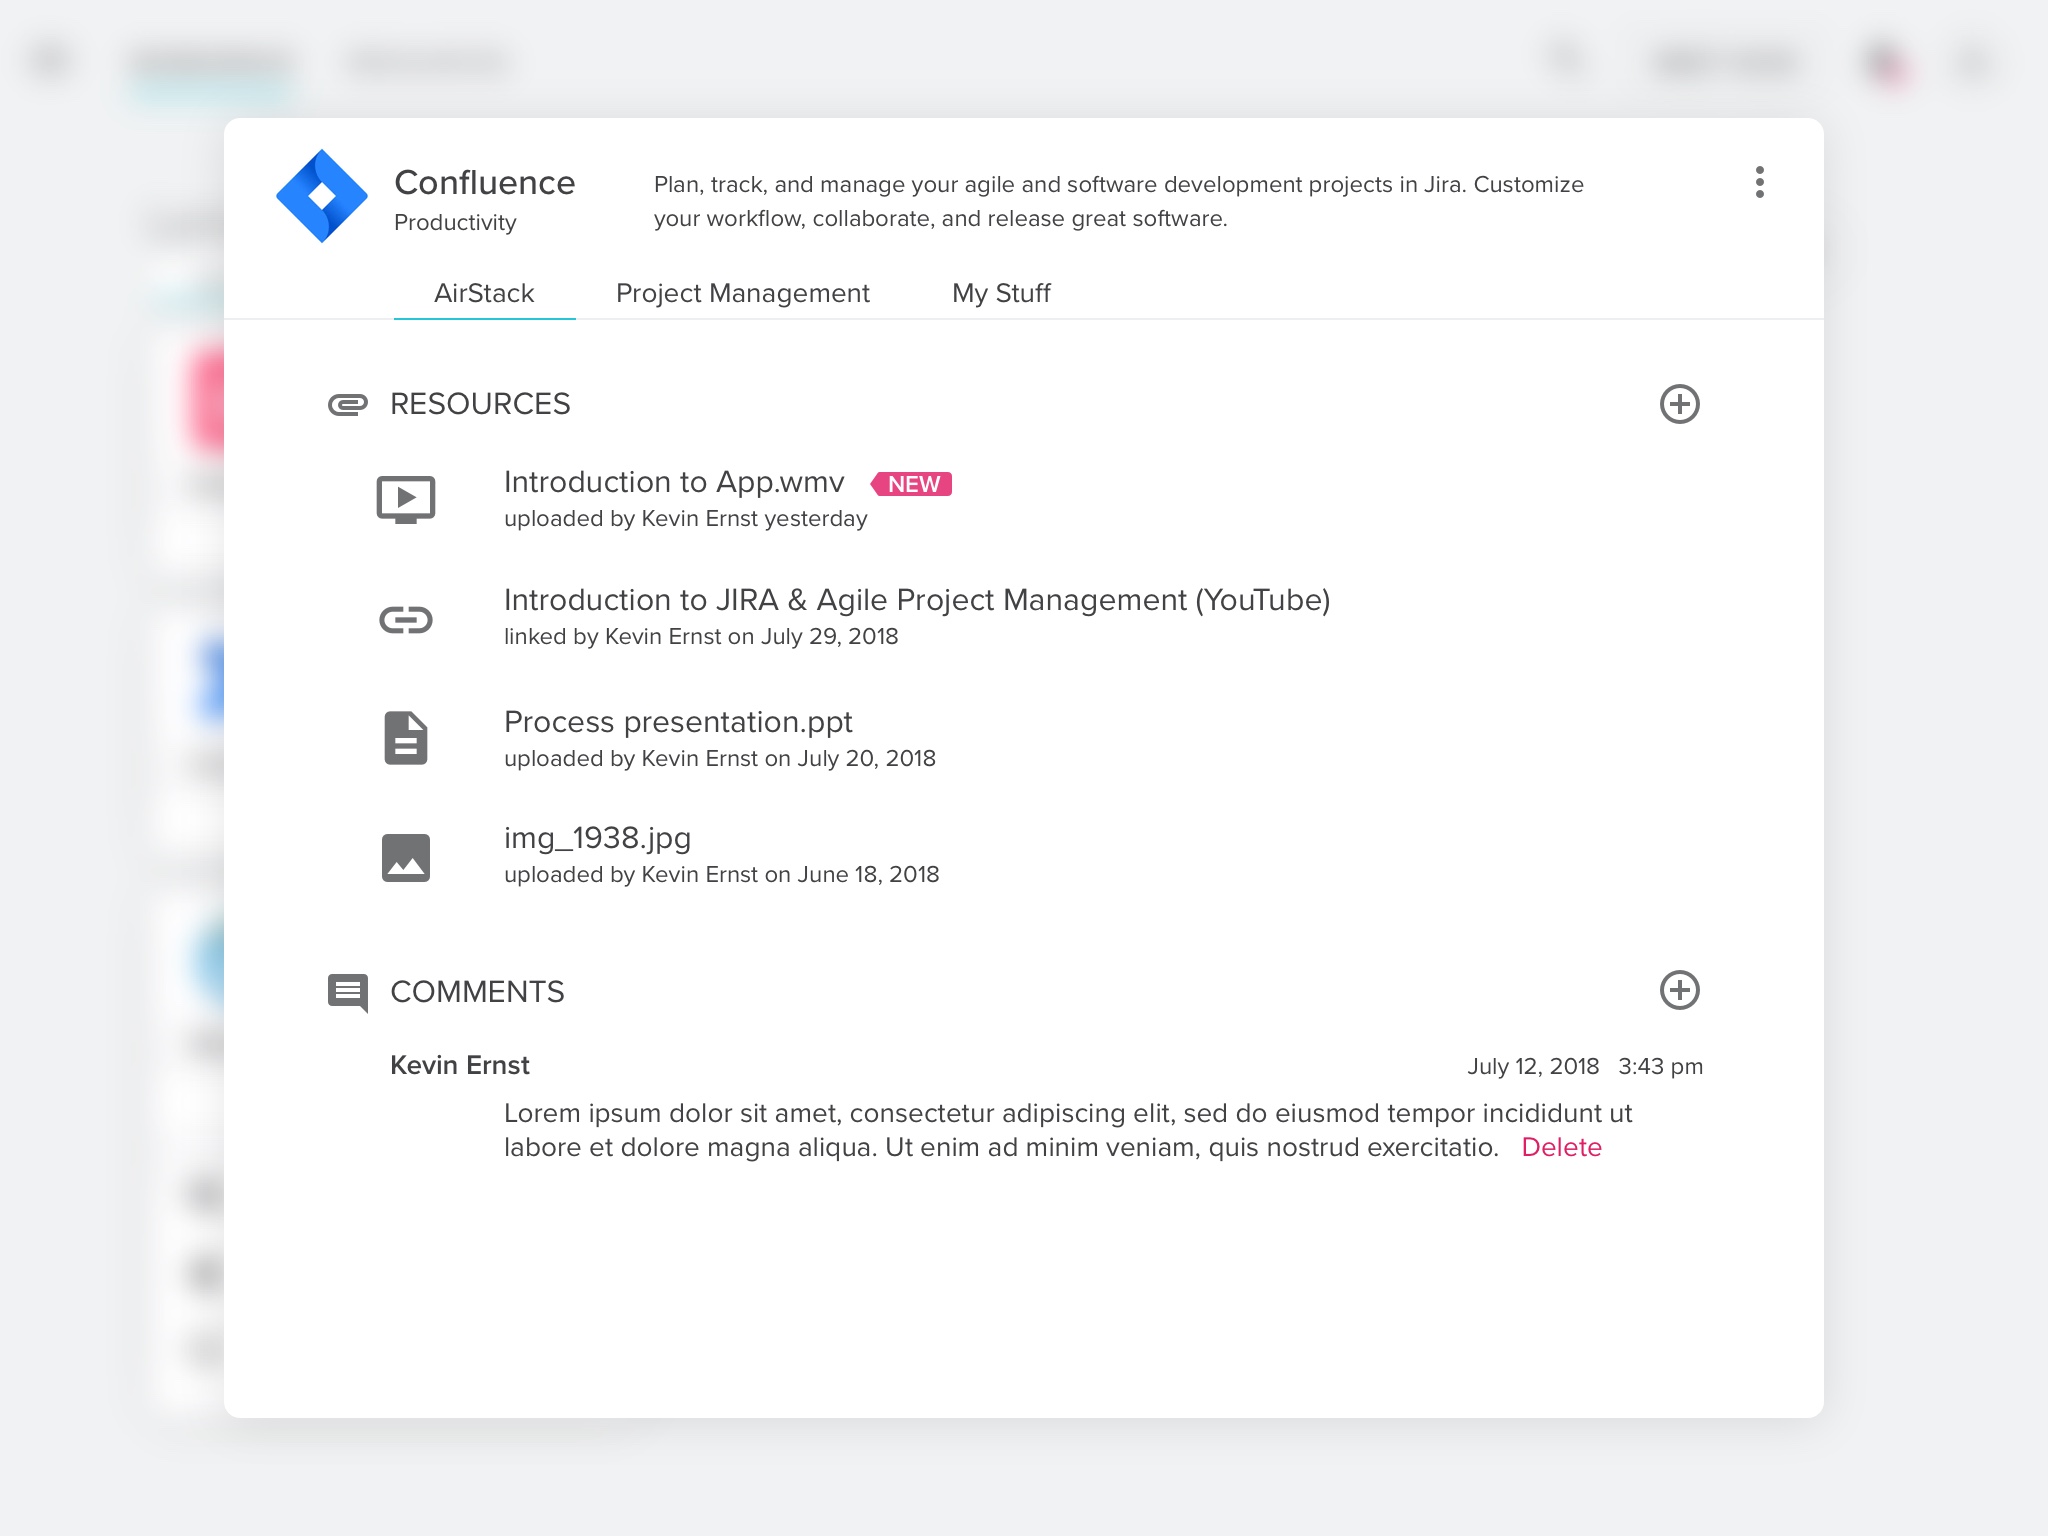 Confluence
Productivity
Plan, track, and manage your agile and software development projects in Jira. Customize
your workflow, collaborate, and release great software.
AirStack Project Management My Stuff
RESOURCES
Introduction to App.wmv NEW
uploaded by Kevin Ernst yesterday
Introduction to JIRA & Agile Project Management (YouTube)
linked by Kevin Ernst on July 29, 2018
Process presentation.ppt
uploaded by Kevin Ernst on July 20, 2018
img_1938.jpg
uploaded by Kevin Ernst on June 18, 2018
COMMENTS
Kevin Ernst July 12, 2018 3:43 pm
Lorem ipsum dolor sit amet, consectetur adipiscing elit, sed do eiusmod tempor incididunt ut
labore et dolore magna aliqua. Ut enim ad minim veniam, quis nostrud exercitatio. Delete